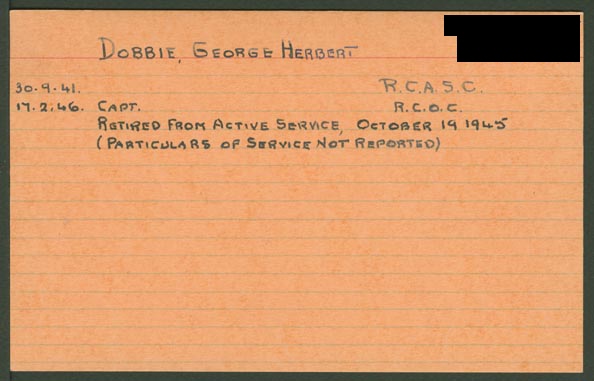 DOBBIE, GEORGE HERBERT
30.9.41. R.C.A.S.C.
17.2.46. CAPT. R.C.O.C.
RETIRED FROM ACTIVE SERVICE, OCTOBER 19 1945
(PARTICULARS OF SERVICE NOT REPORTED)